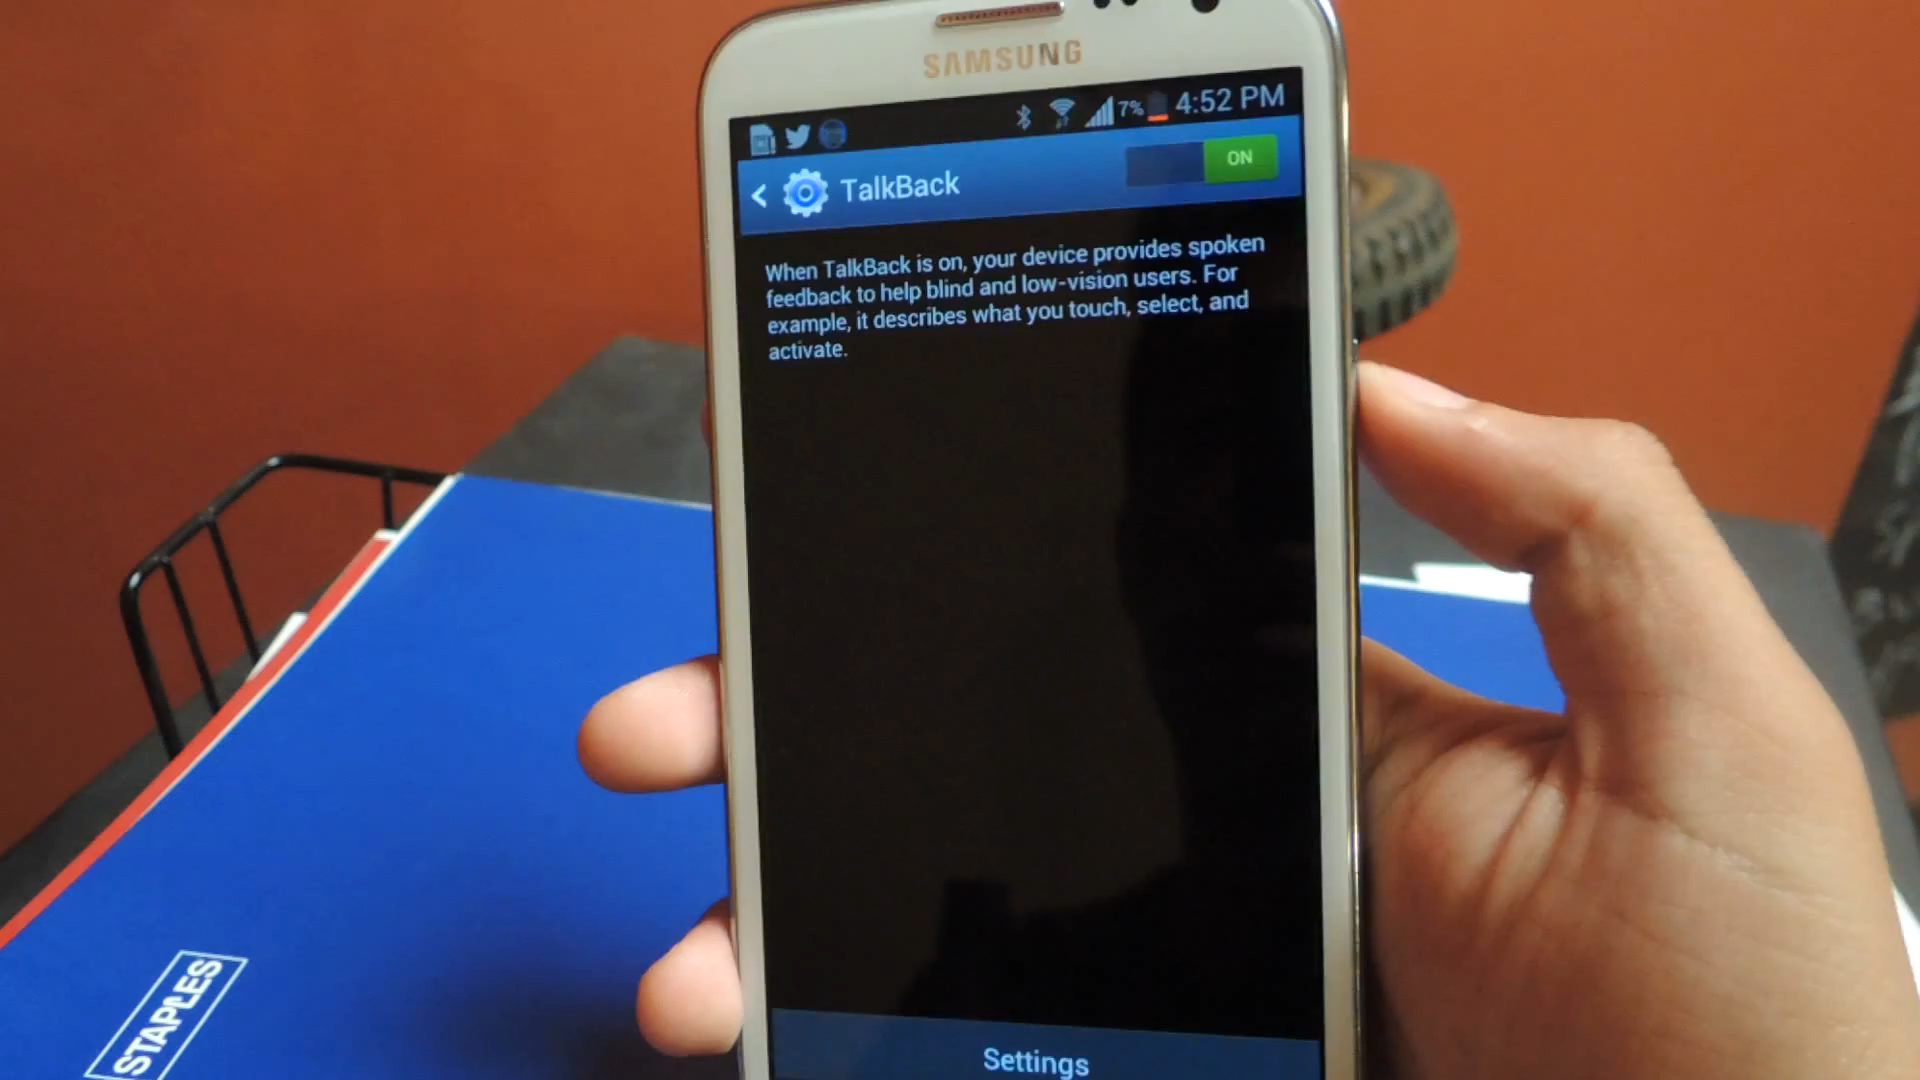 SAMSUNG
7% 4:52 PM
TalkBack
ON
When TalkBack is on, your device provides spoken
feedback to help blind and low-vision users. For
example, it describes what you touch, select, and
activate.
Settings
STAPLES